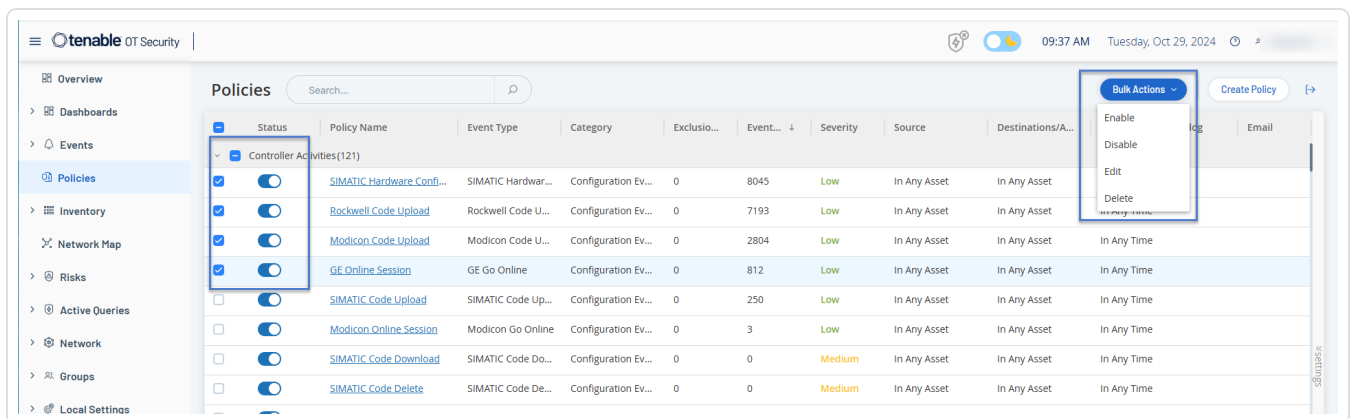 tenable OT Security
09:37 AM Tuesday, Oct 29, 2024
Overview
Dashboards
Events
Policies
Inventory
Network Map
Risks
Active Queries
Network
Groups
Local Settings
Policies Search... Bulk Actions Create Policy
Enable
Disable
Edit
Delete
Status Policy Name Event Type Category Exclusio... Event... Severity Source Destinations/A... Email
Controller Activities (121)
SIMATIC Hardware Confi... SIMATIC Hardwar... Configuration Ev... 0 8045 Low In Any Asset In Any Asset
Rockwell Code Upload Rockwell Code U... Configuration Ev... 0 7193 Low In Any Asset In Any Asset In Any Time
Modicon Code Upload Modicon Code U... Configuration Ev... 0 2804 Low In Any Asset In Any Asset In Any Time
GE Online Session GE Go Online Configuration Ev... 0 812 Low In Any Asset In Any Asset In Any Time
SIMATIC Code Upload SIMATIC Code Up... Configuration Ev... 0 250 Low In Any Asset In Any Asset In Any Time
Modicon Online Session Modicon Go Online Configuration Ev... 0 3 Low In Any Asset In Any Asset In Any Time
SIMATIC Code Download SIMATIC Code Do... Configuration Ev... 0 0 Medium In Any Asset In Any Asset In Any Time
SIMATIC Code Delete SIMATIC Code De... Configuration Ev... 0 0 Medium In Any Asset In Any Asset In Any Time
settings